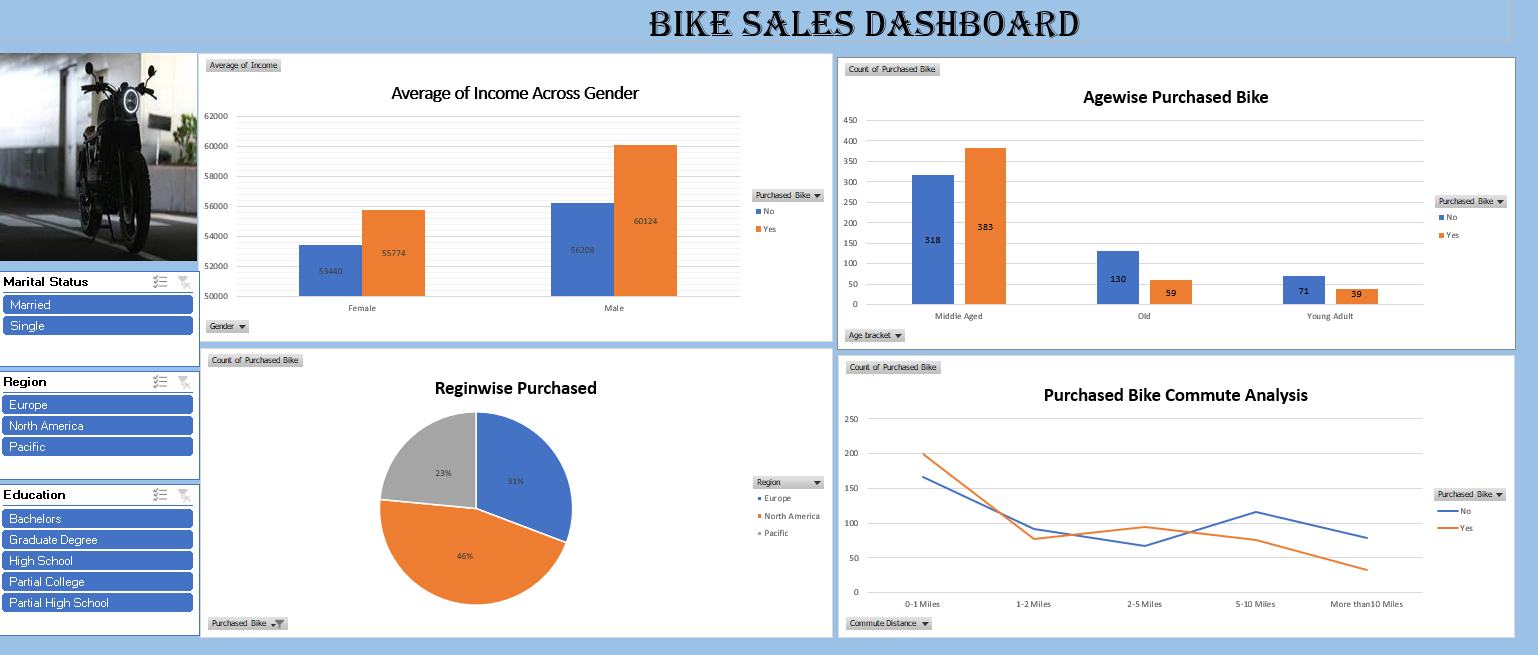 BIKE SALES DASHBOARD
Marital Status
Married
Single
Region
Europe
North America
Pacific
Education
Bachelors
Graduate Degree
High School
Partial College
Partial High School
Average of Income
Average of Income Across Gender
62000
60000
58000
56000
54000
52000
50000
53440
55774
56208
60124
Female
Male
Purchased Bike
No
Yes
Gender
Count of Purchased Bike
Agewise Purchased Bike
450
400
350
300
250
200
150
100
50
0
318
383
130
59
71
39
Middle Aged
Old
Young Adult
Purchased Bike
No
Yes
Age bracket
Count of Purchased Bike
Reginwise Purchased
23%
31%
46%
Region
Europe
North America
Pacific
Purchased Bike
Count of Purchased Bike
Purchased Bike Commute Analysis
250
200
150
100
50
0
0-1 Miles
1-2 Miles
2-5 Miles
5-10 Miles
More than10 Miles
Purchased Bike
No
Yes
Commute Distance